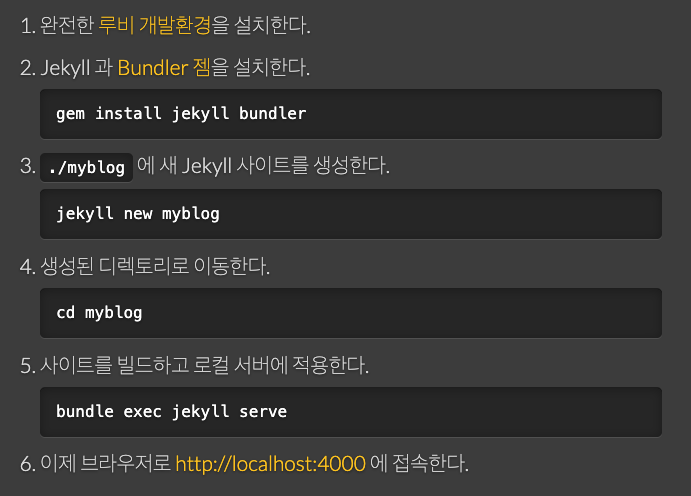 1. 완전한 루비 개발환경을 설치한다.
2. Jekyll 과 Bundler 젬을 설치한다.
gem install jekyll bundler
3. ./myblog 에 새 Jekyll 사이트를 생성한다.
jekyll new myblog
4. 생성된 디렉토리로 이동한다.
cd myblog
5. 사이트를 빌드하고 로컬 서버에 적용한다.
bundle exec jekyll serve
6. 이제 브라우저로 http://localhost:4000 에 접속한다.